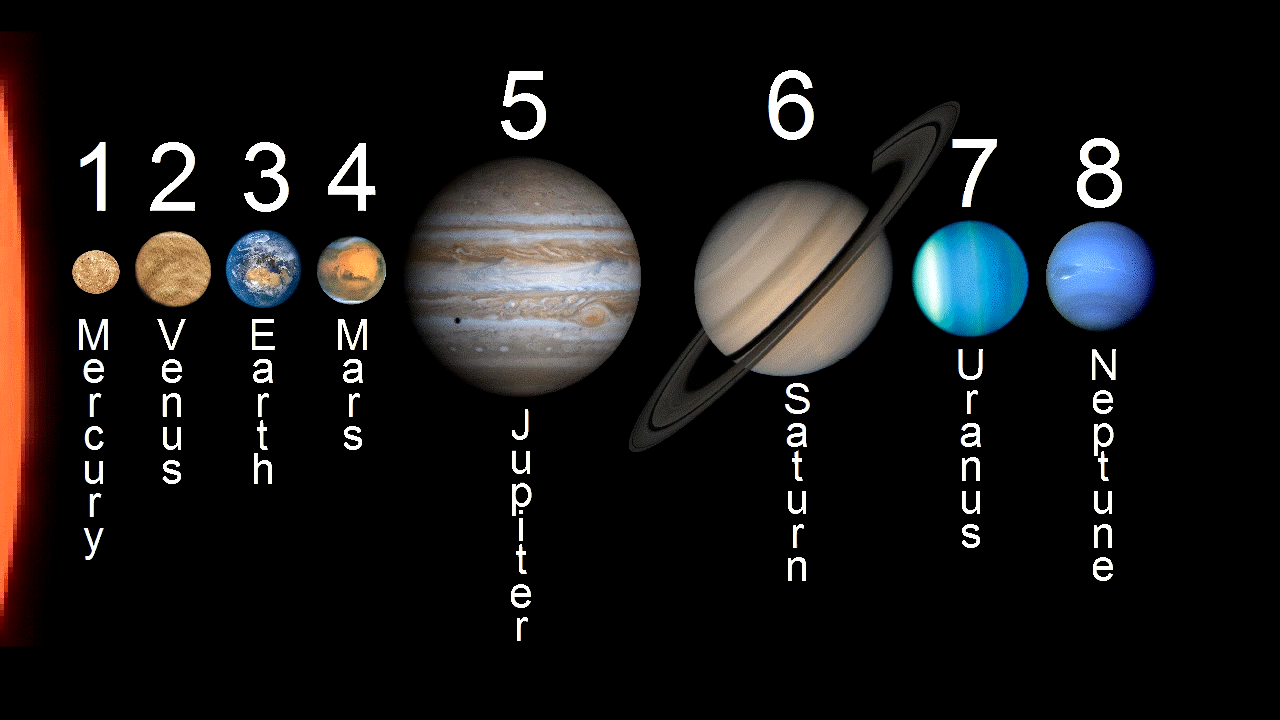 1
Mercury
2
Venus
3
Earth
4
Mars
5
Jupiter
6
Saturn
7
Uranus
8
Neptune